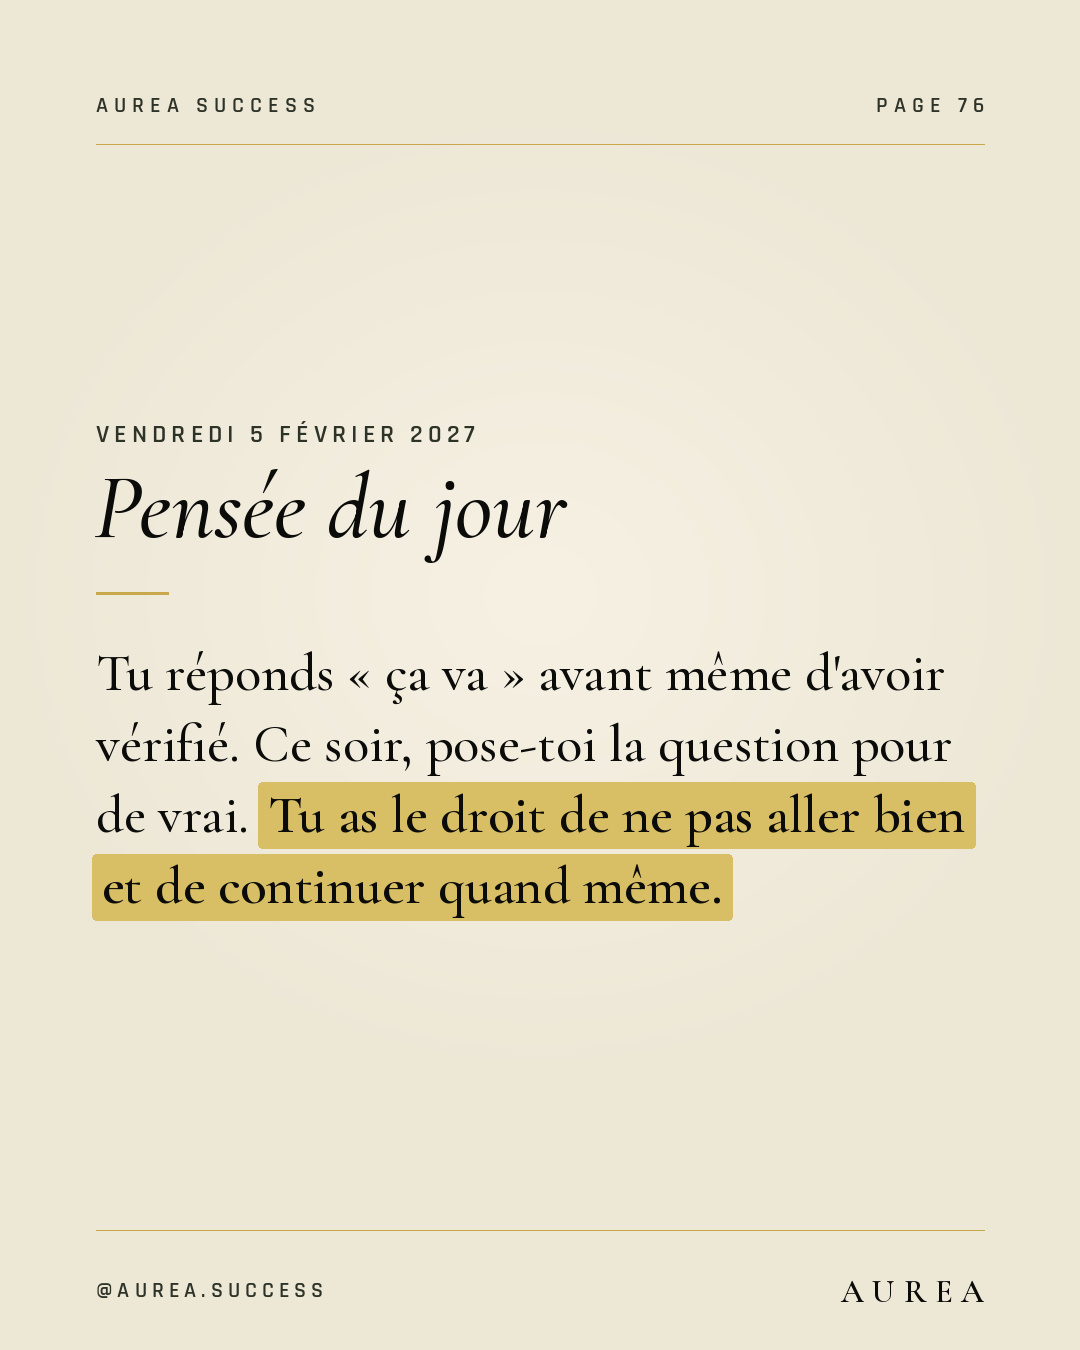 AUREA SUCCESS
PAGE 76
VENDREDI 5 FÉVRIER 2027
Pensée du jour
Tu réponds « ça va » avant même d'avoir
vérifié. Ce soir, pose-toi la question pour
de vrai. Tu as le droit de ne pas aller bien
et de continuer quand même.
@AUREA.SUCCESS
AUREA